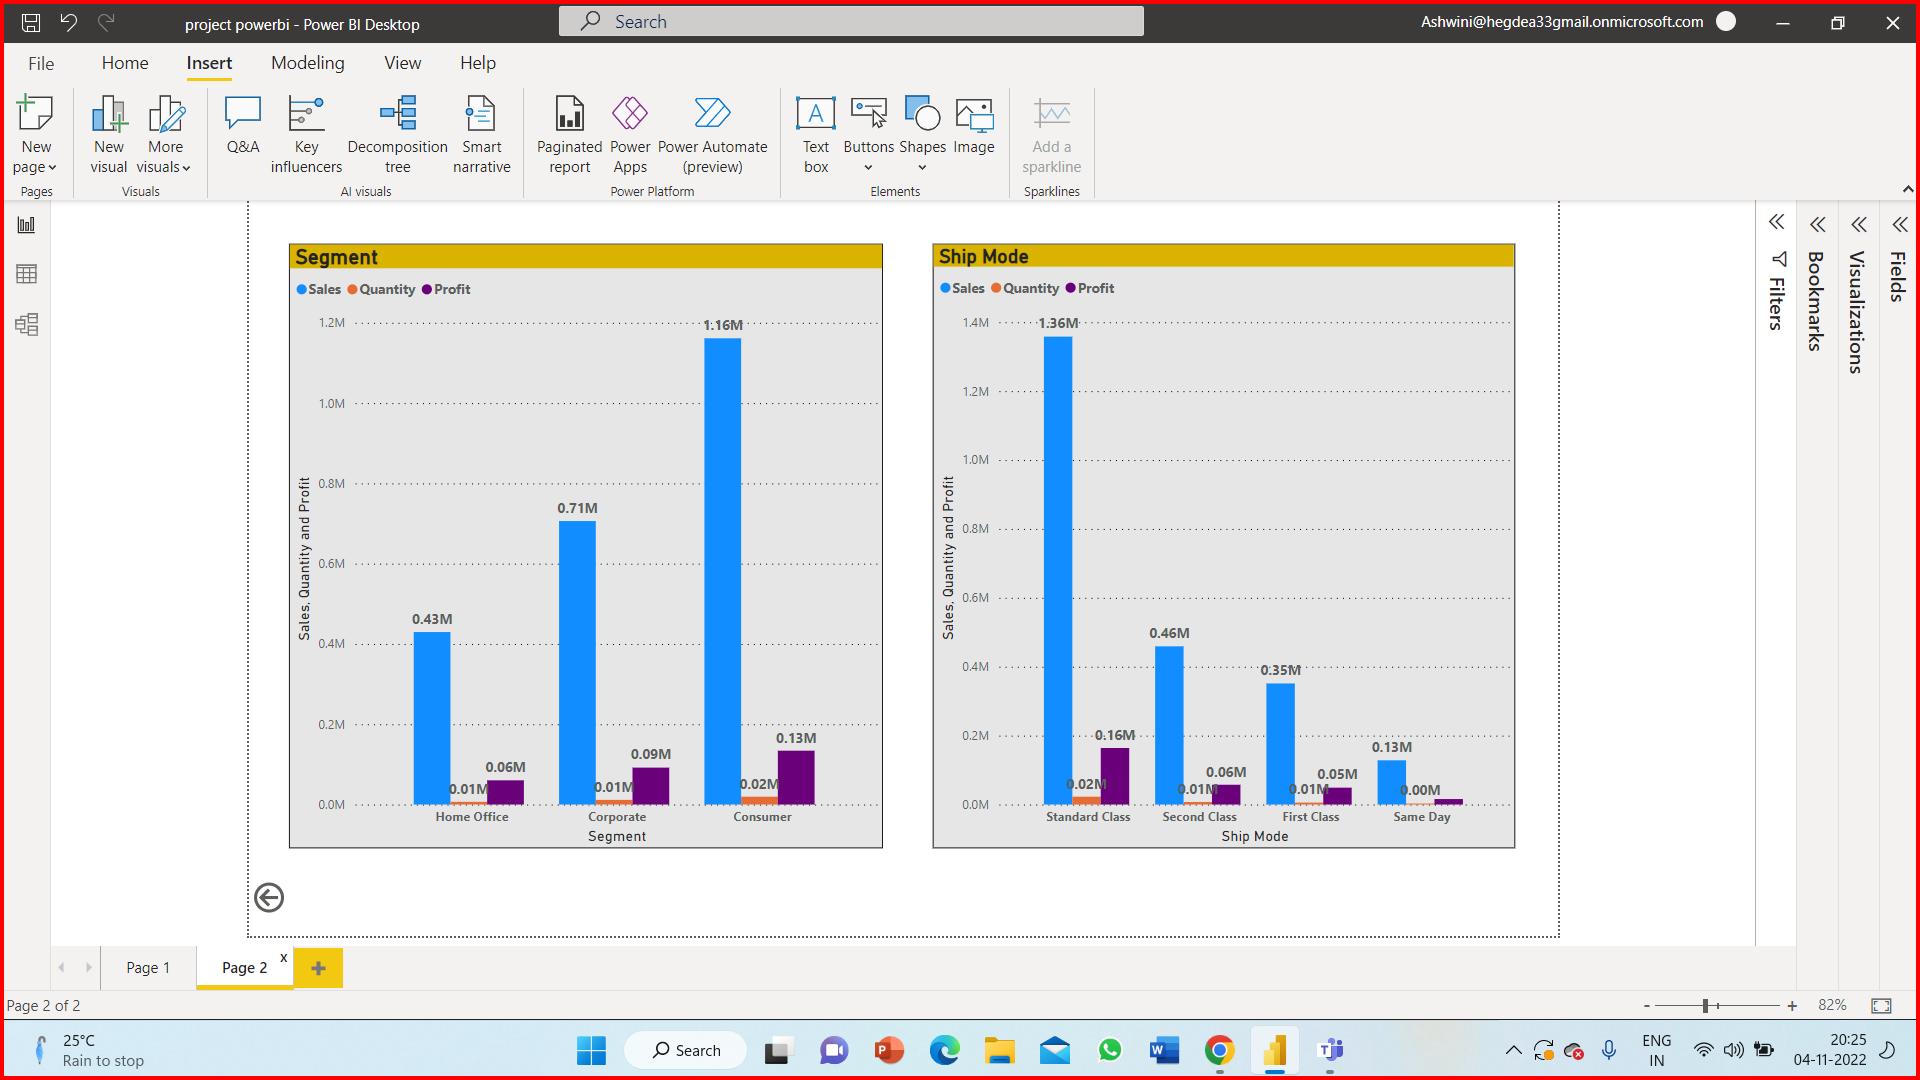 project powerbi - Power BI Desktop
Search
Ashwini@hegdea33gmail.onmicrosoft.com
File Home Insert Modeling View Help
New page
New visual
More visuals
Q&A
Key influencers
Decomposition tree
Smart narrative
Paginated report
Power Apps
Power Automate (preview)
Text box
Buttons
Shapes
Image
Add a sparkline
Pages Visuals AI visuals Power Platform Elements Sparklines
Segment
Sales Quantity Profit
1.2M
1.0M
0.8M
0.6M
0.4M
0.2M
0.0M
Sales, Quantity and Profit
0.43M
0.01M
0.06M
0.71M
0.01M
0.09M
1.16M
0.02M
0.13M
Home Office Corporate Consumer
Segment
Ship Mode
Sales Quantity Profit
1.4M
1.2M
1.0M
0.8M
0.6M
0.4M
0.2M
0.0M
Sales, Quantity and Profit
1.36M
0.02M
0.16M
0.46M
0.01M
0.06M
0.35M
0.01M
0.05M
0.13M
0.00M
Standard Class Second Class First Class Same Day
Ship Mode
Filters
Bookmarks
Visualizations
Fields
Page 1
Page 2 x
Page 2 of 2
- + 82%
25°C
Rain to stop
Search
ENG
IN
20:25
04-11-2022